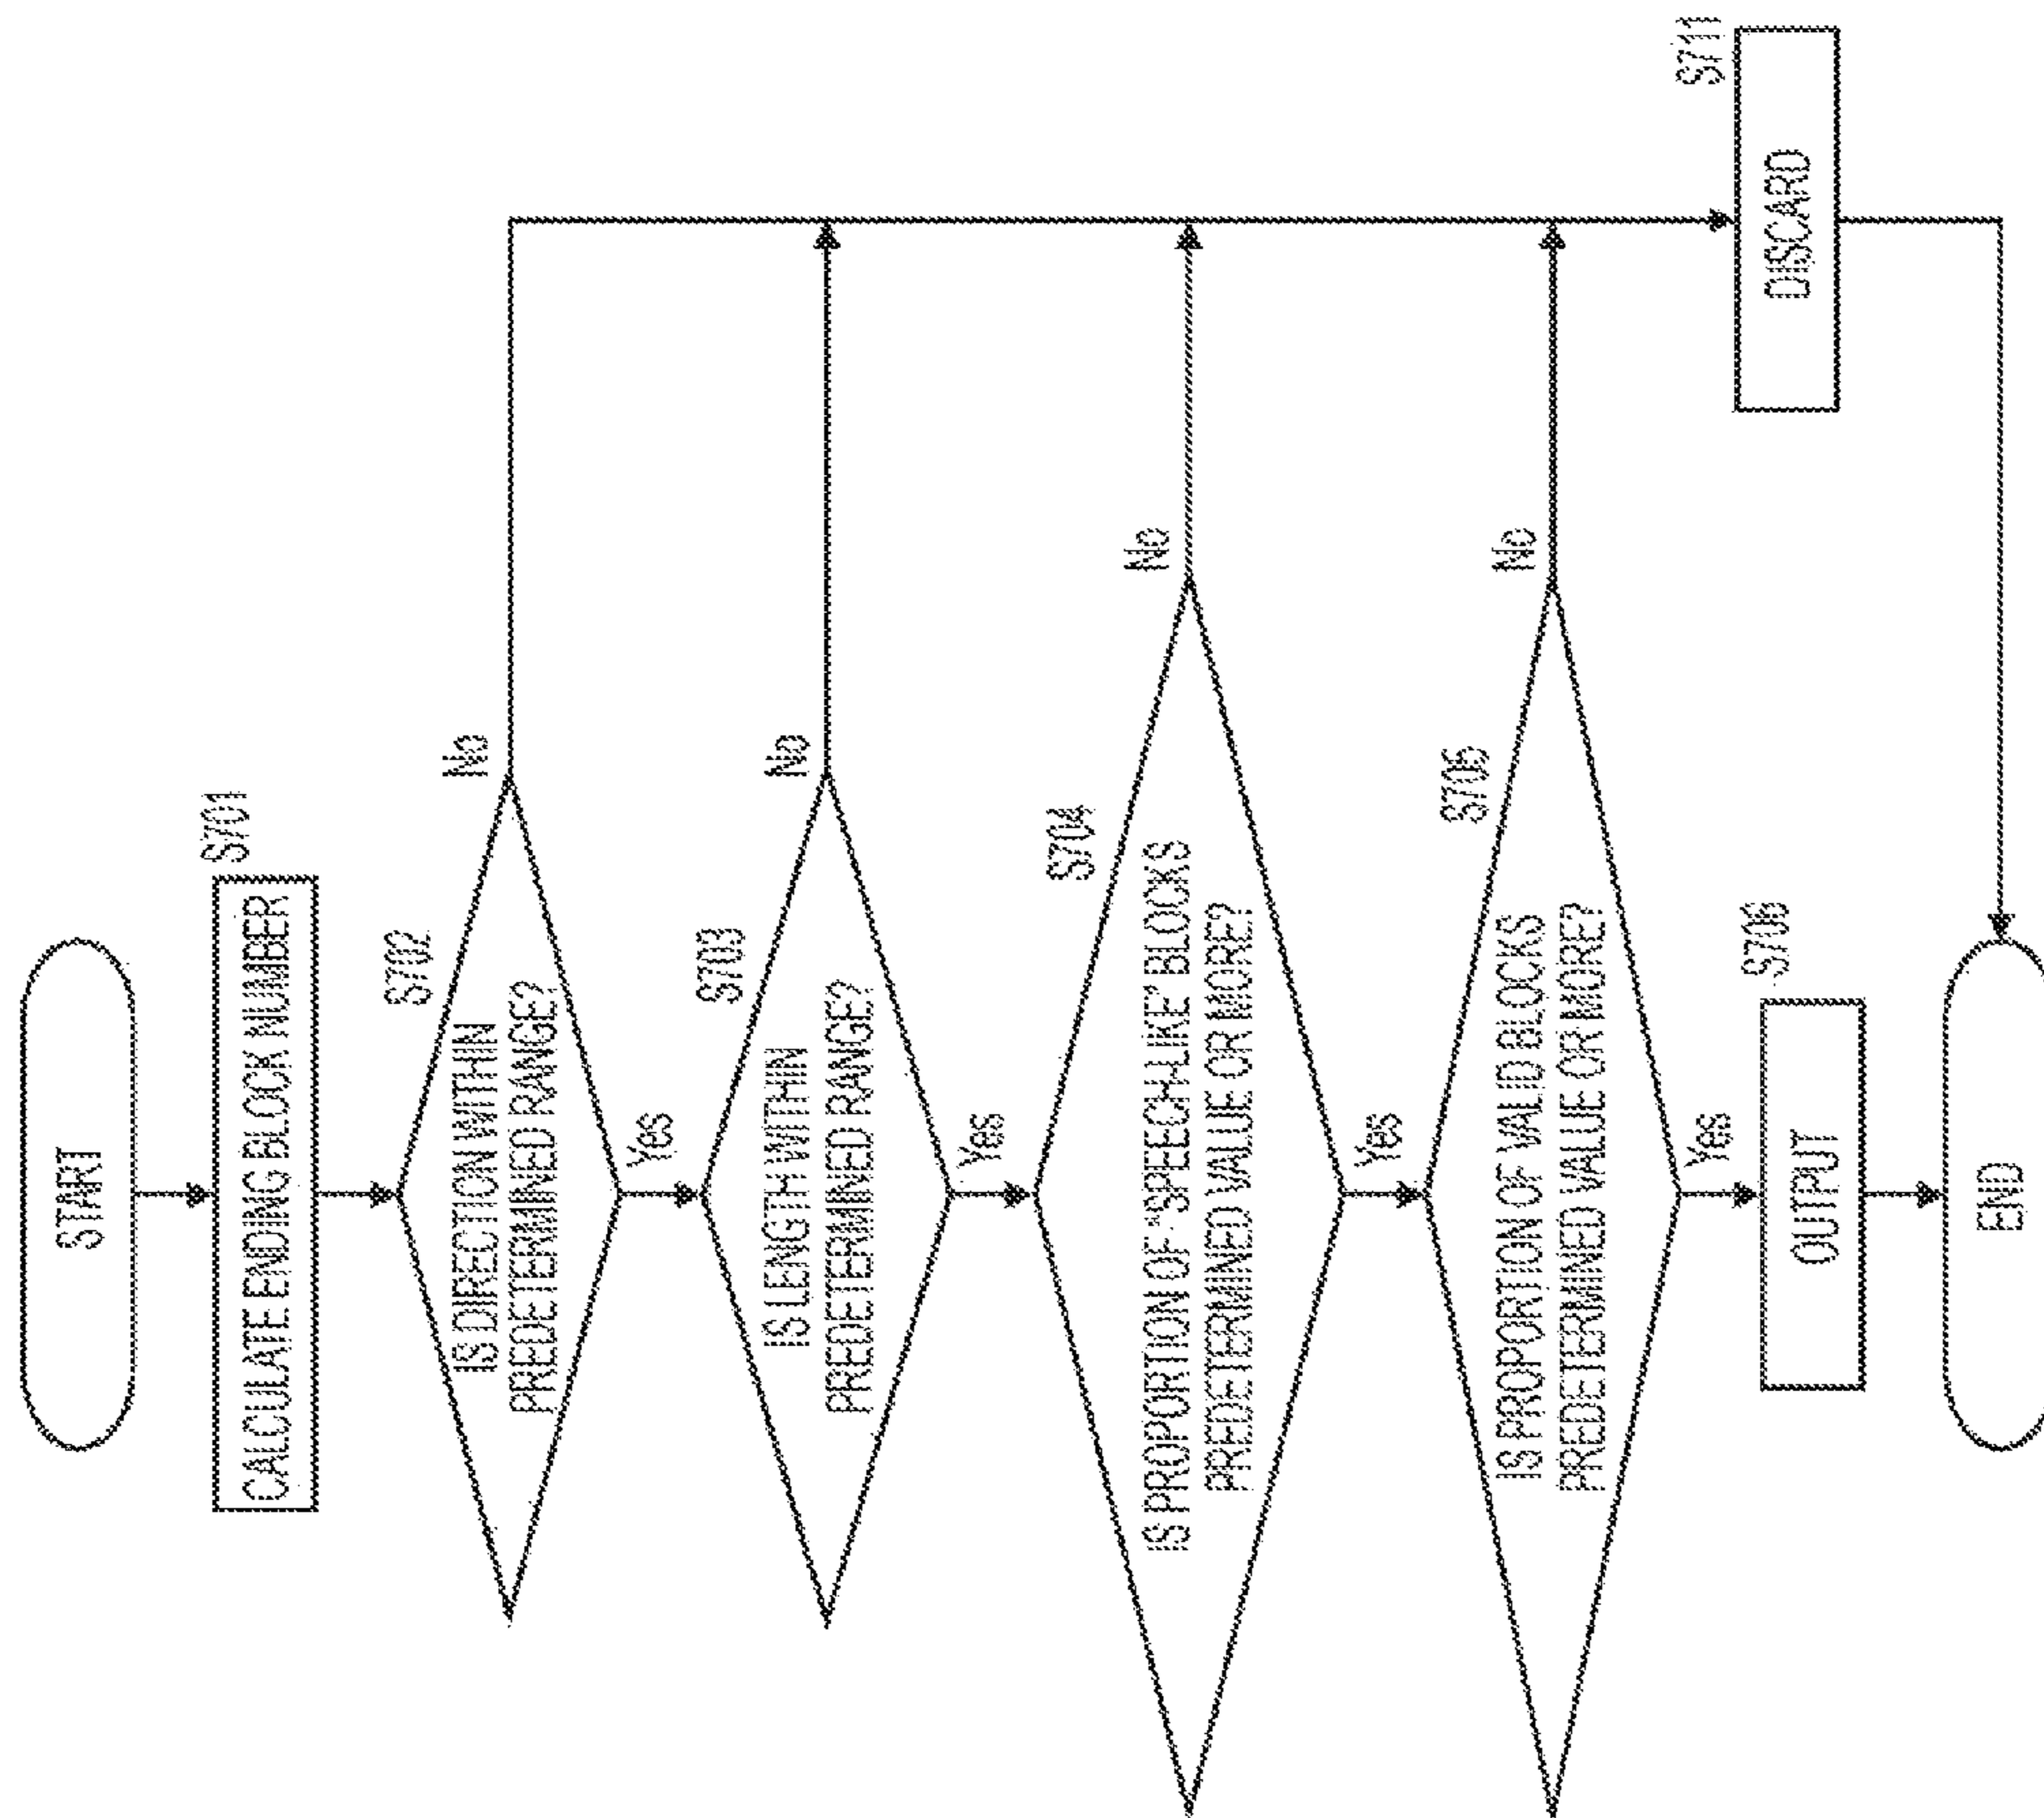 START
S701
CALCULATE ENDING BLOCK NUMBER
S702
IS DIRECTION WITHIN
PREDETERMINED RANGE?
No
Yes
S703
IS LENGTH WITHIN
PREDETERMINED RANGE?
No
Yes
S704
IS PROPORTION OF "SPEECH-LIKE" BLOCKS
PREDETERMINED VALUE OR MORE?
No
Yes
S705
IS PROPORTION OF VALID BLOCKS
PREDETERMINED VALUE OR MORE?
No
Yes
S706
OUTPUT
S711
DISCARD
END